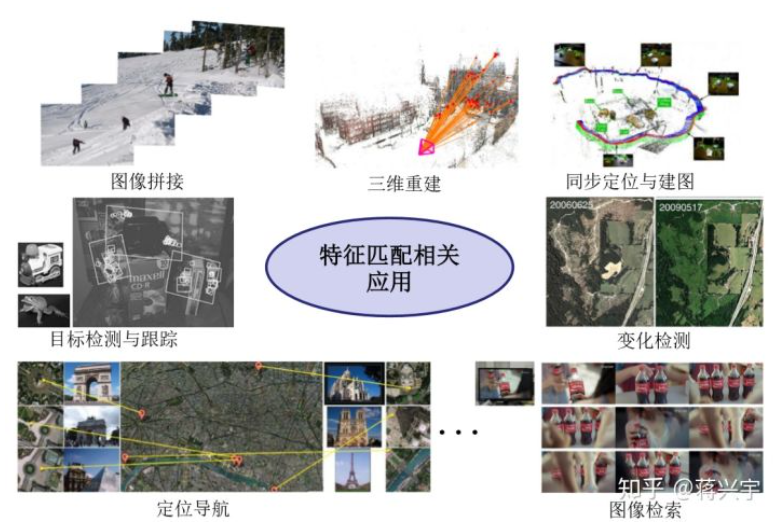 图像拼接
三维重建
同步定位与建图
特征匹配相关
应用
20060625
20090517
maxell
CD-R
目标检测与跟踪
变化检测
...
定位导航
图像检索
知乎 @蒋兴宇